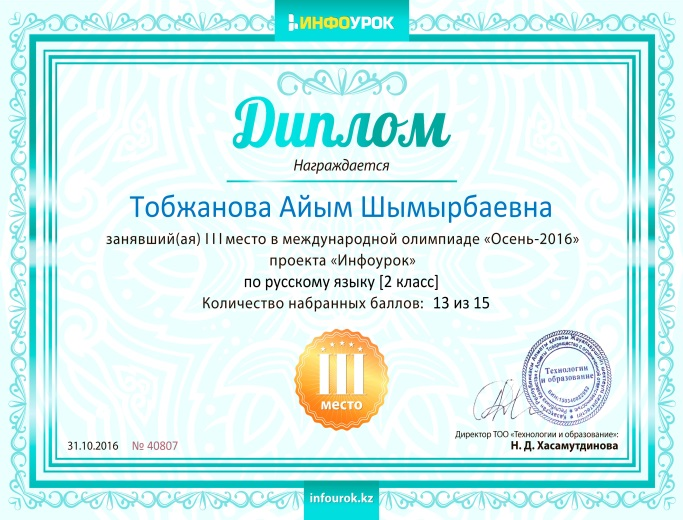 ИНФОУРОК
Диплом
Награждается
Тобжанова Айым Шымырбаевна
занявший(ая) III место в международной олимпиаде «Осень-2016»
проекта «Инфоурок»
по русскому языку [2 класс]
Количество набранных баллов: 13 из 15
III
место
Технологии
и образование
31.10.2016 № 40807
Директор ТОО «Технологии и образование»:
Н. Д. Хасамутдинова
infourok.kz